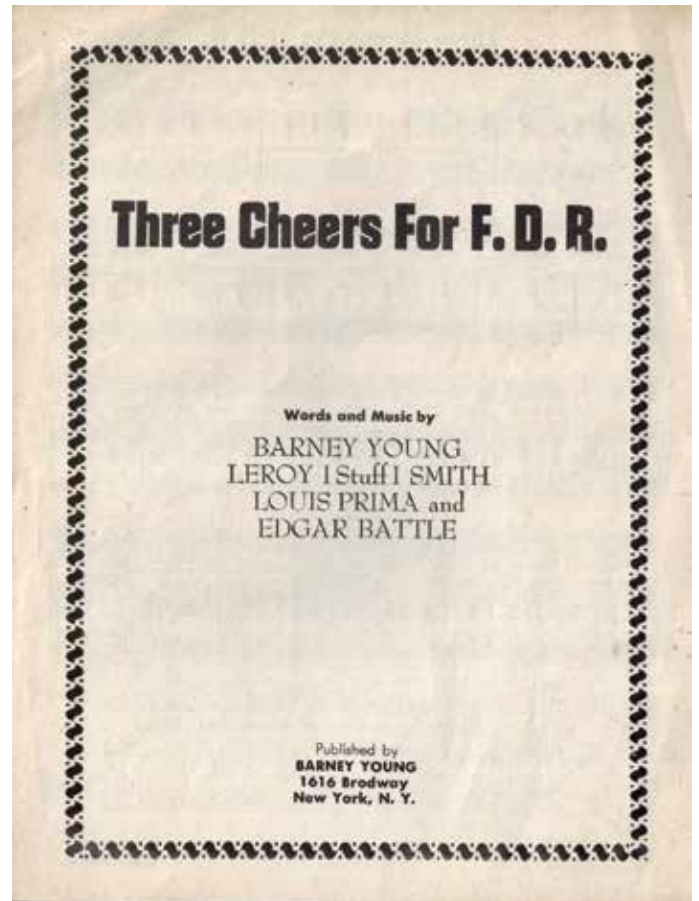 Three Cheers For F. D. R.
Words and Music by
BARNEY YOUNG
LEROY I Stuff I SMITH
LOUIS PRIMA and
EDGAR BATTLE
Published by
BARNEY YOUNG
1616 Brodway
New York, N. Y.